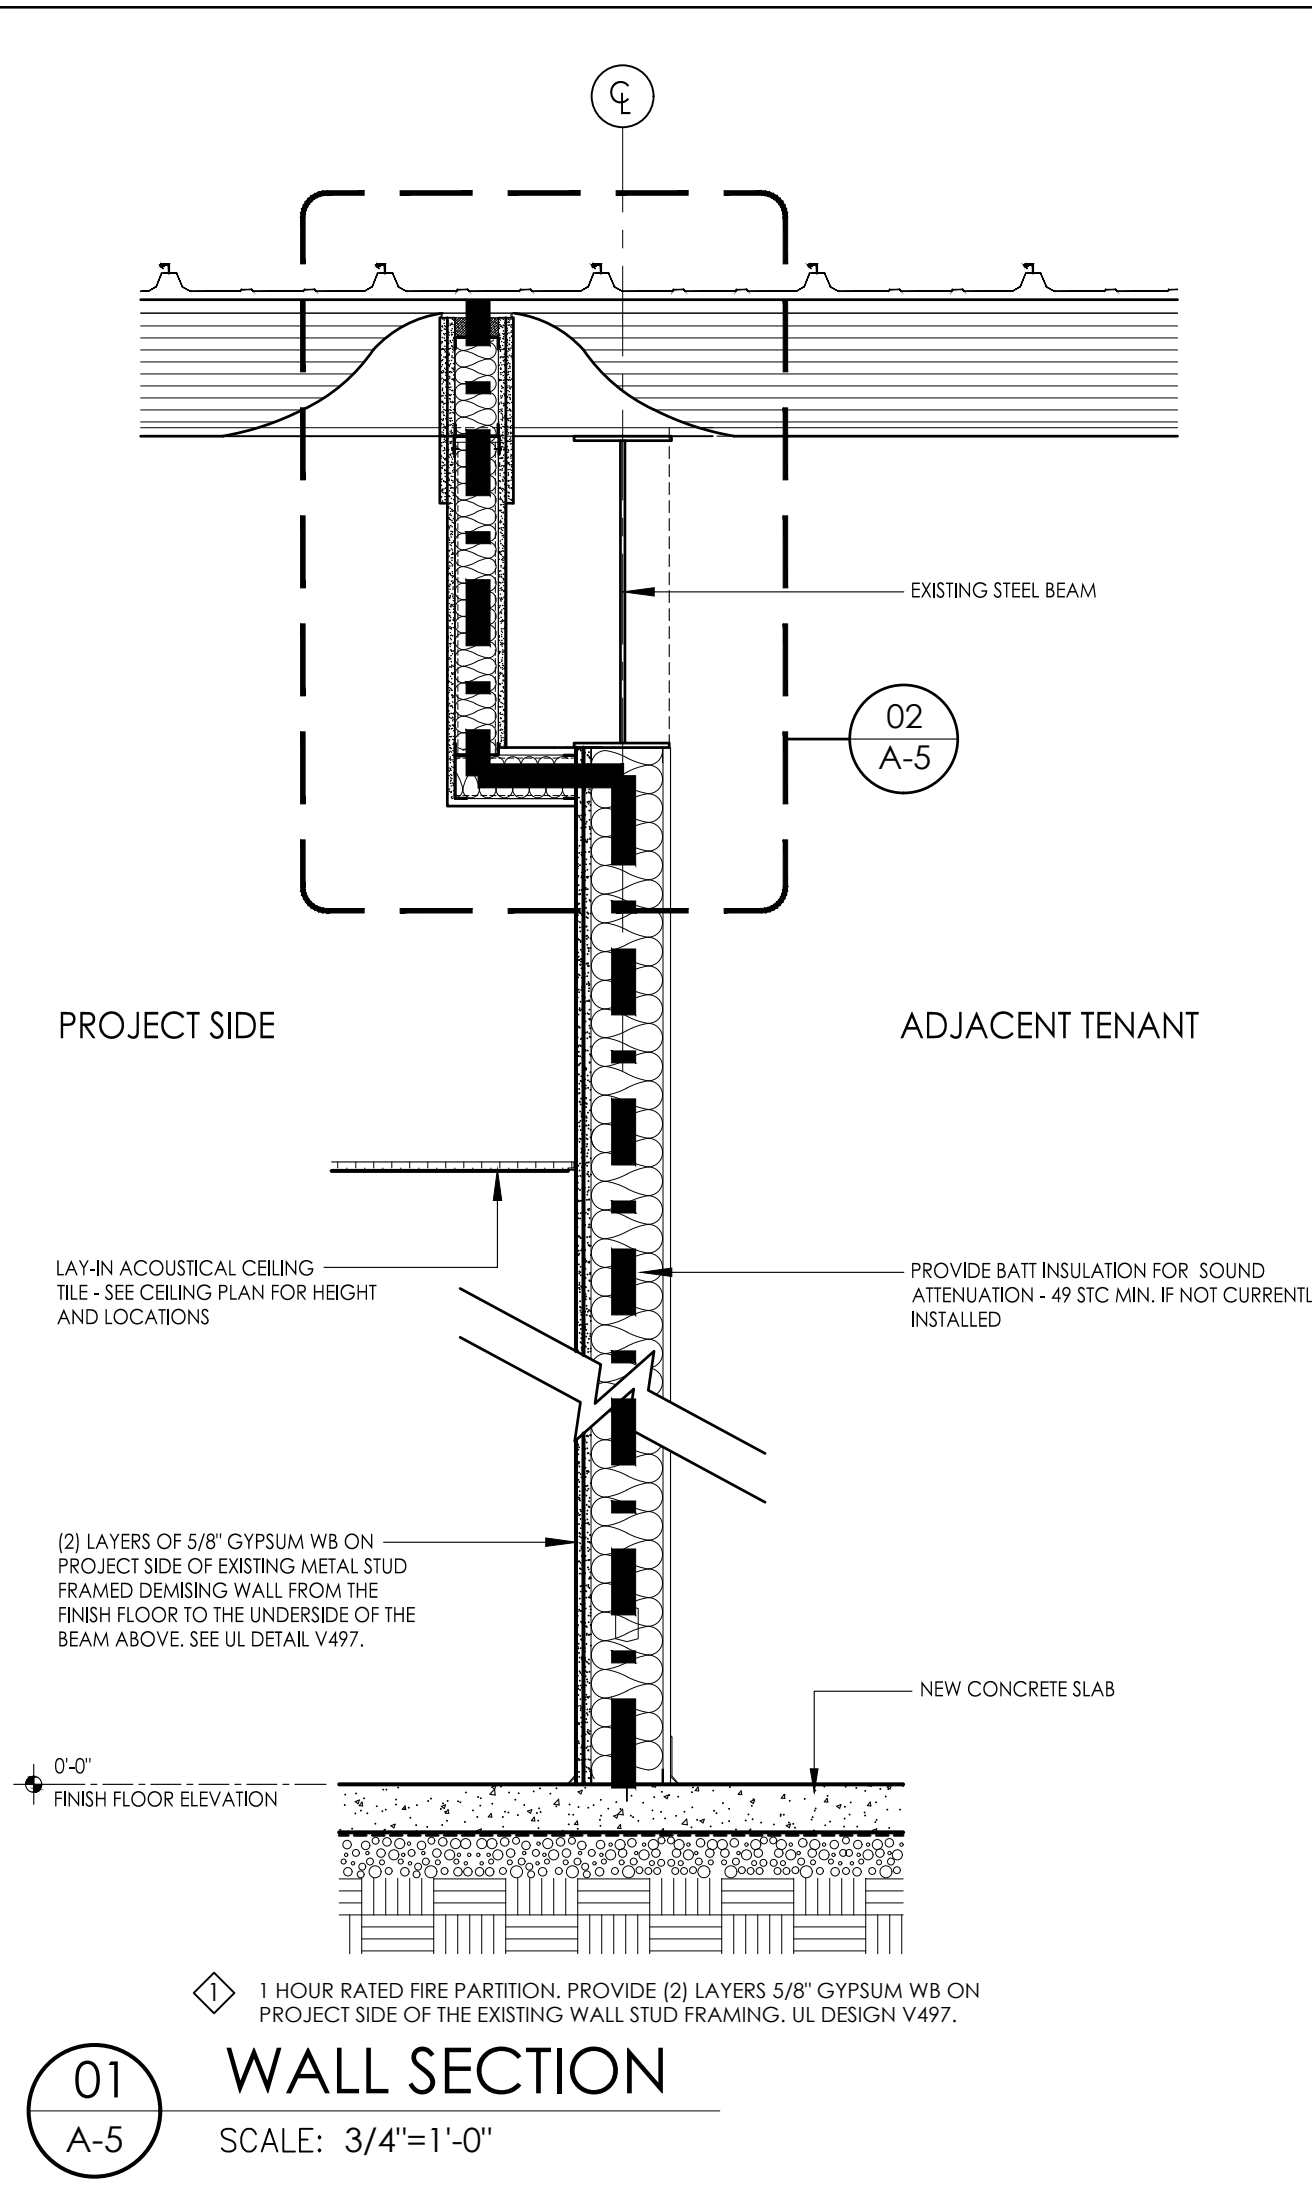 CL
EXISTING STEEL BEAM
02
A-5
PROJECT SIDE
ADJACENT TENANT
LAY-IN ACOUSTICAL CEILING
TILE - SEE CEILING PLAN FOR HEIGHT
AND LOCATIONS
PROVIDE BATT INSULATION FOR SOUND
ATTENUATION - 49 STC MIN. IF NOT CURRENTL
INSTALLED
(2) LAYERS OF 5/8" GYPSUM WB ON
PROJECT SIDE OF EXISTING METAL STUD
FRAMED DEMISING WALL FROM THE
FINISH FLOOR TO THE UNDERSIDE OF THE
BEAM ABOVE. SEE UL DETAIL V497.
NEW CONCRETE SLAB
0'-0"
FINISH FLOOR ELEVATION
1
1 HOUR RATED FIRE PARTITION. PROVIDE (2) LAYERS 5/8" GYPSUM WB ON
PROJECT SIDE OF THE EXISTING WALL STUD FRAMING. UL DESIGN V497.
01
A-5
WALL SECTION
SCALE: 3/4"=1'-0"